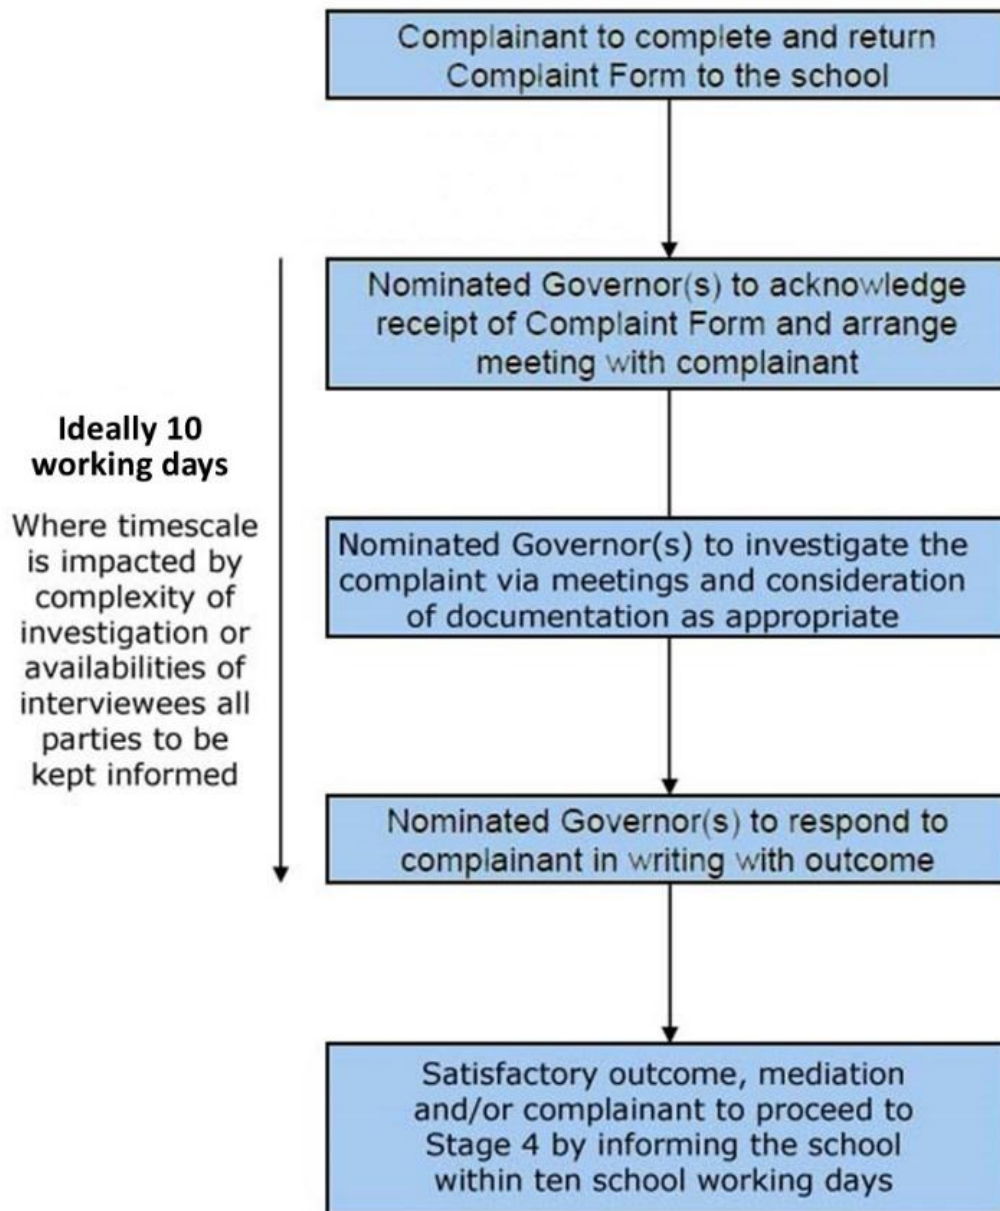 Complainant to complete and return
Complaint Form to the school
Nominated Governor(s) to acknowledge
receipt of Complaint Form and arrange
meeting with complainant
Ideally 10
working days
Where timescale
is impacted by
complexity of
investigation or
availabilities of
interviewees all
parties to be
kept informed
Nominated Governor(s) to investigate the
complaint via meetings and consideration
of documentation as appropriate
Nominated Governor(s) to respond to
complainant in writing with outcome
Satisfactory outcome, mediation
and/or complainant to proceed to
Stage 4 by informing the school
within ten school working days